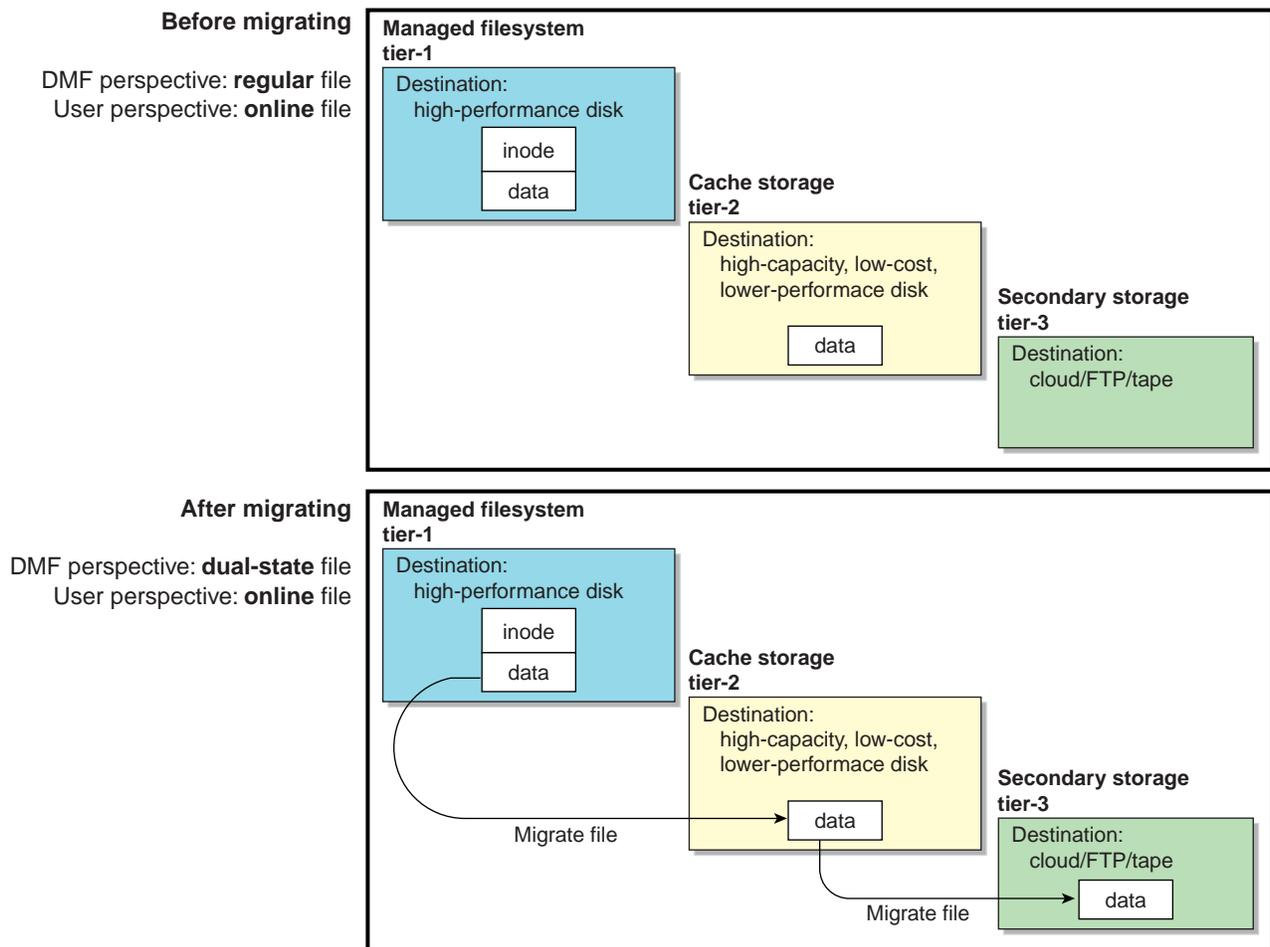 Before migrating
DMF perspective: regular file
User perspective: online file
Managed filesystem
tier-1
Destination:
high-performance disk
inode
data
Cache storage
tier-2
Destination:
high-capacity, low-cost,
lower-performace disk
data
Secondary storage
tier-3
Destination:
cloud/FTP/tape
After migrating
DMF perspective: dual-state file
User perspective: online file
Managed filesystem
tier-1
Destination:
high-performance disk
inode
data
Cache storage
tier-2
Destination:
high-capacity, low-cost,
lower-performace disk
data
Migrate file
Secondary storage
tier-3
Destination:
cloud/FTP/tape
data
Migrate file